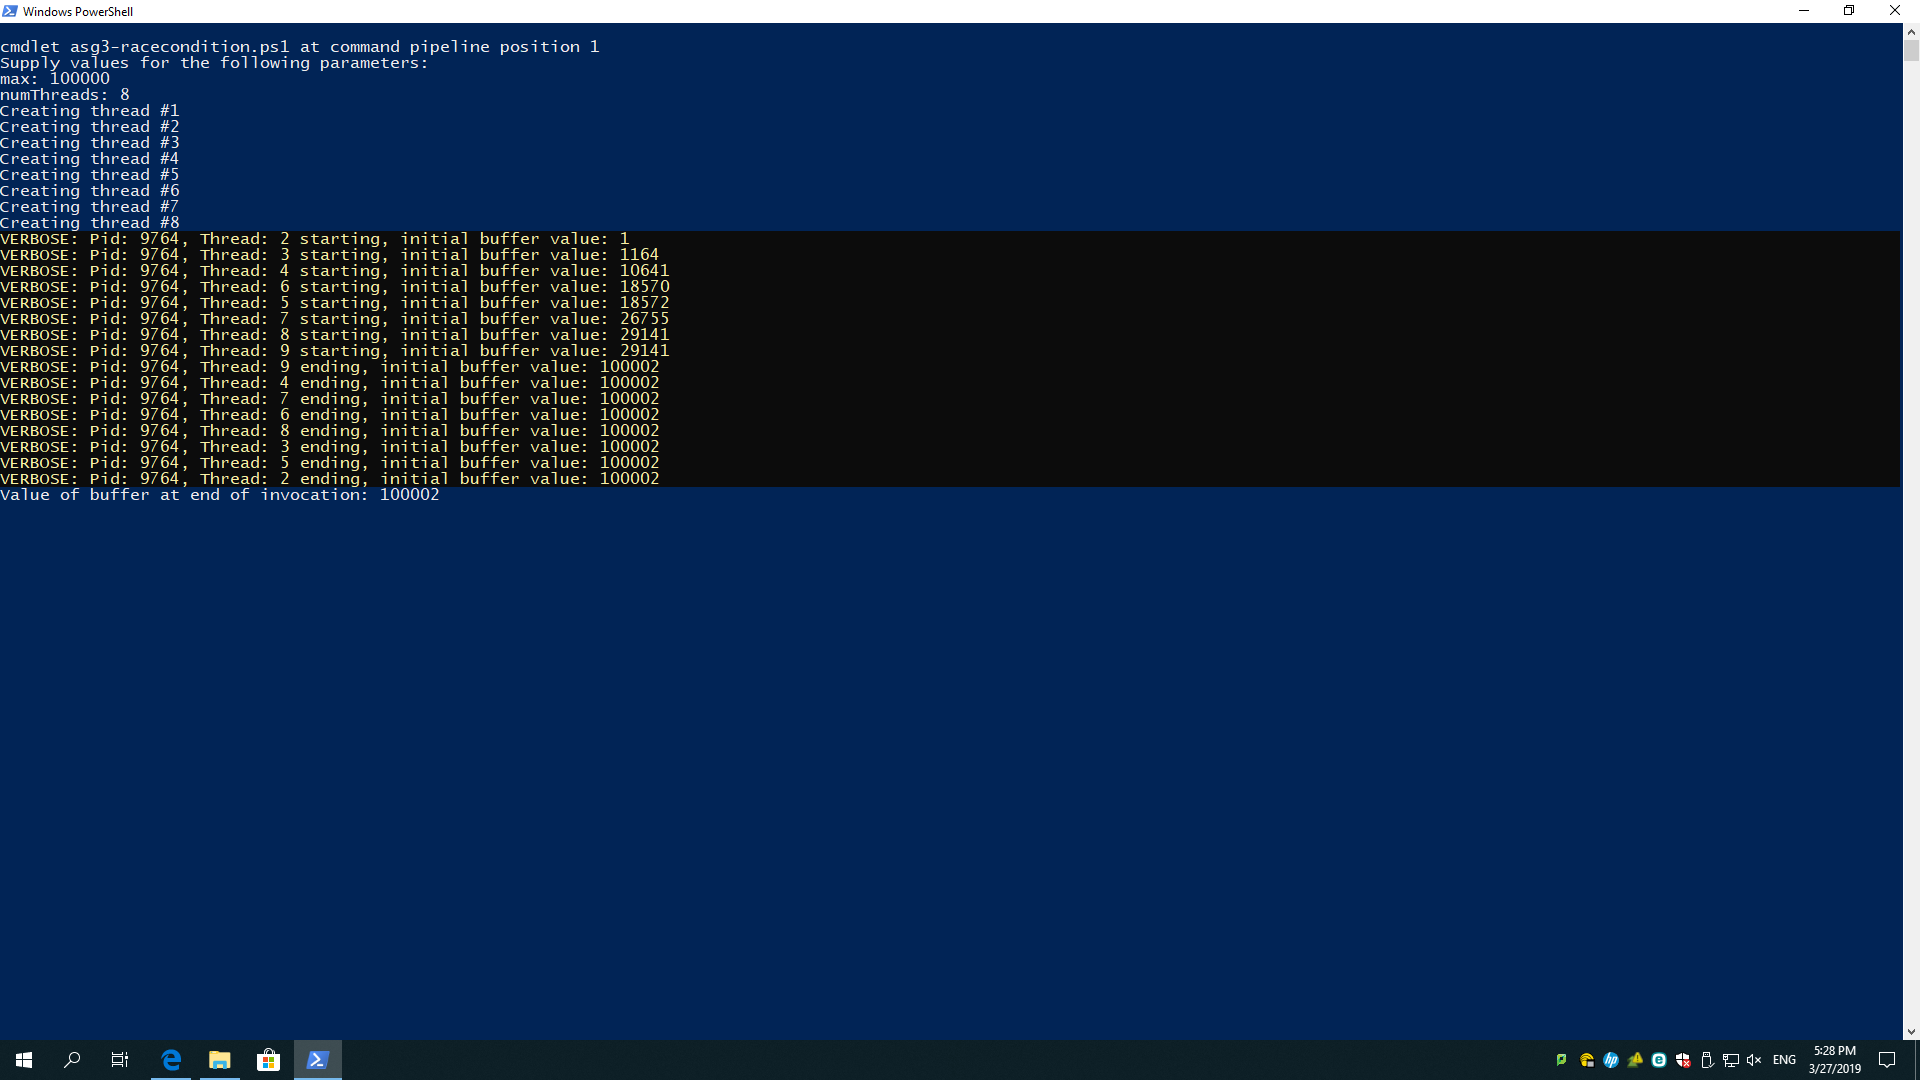 Windows PowerShell
cmdlet asg3-racecondition.ps1 at command pipeline position 1
Supply values for the following parameters:
max: 100000
numThreads: 8
Creating thread #1
Creating thread #2
Creating thread #3
Creating thread #4
Creating thread #5
Creating thread #6
Creating thread #7
Creating thread #8
VERBOSE: Pid: 9764, Thread: 2 starting, initial buffer value: 1
VERBOSE: Pid: 9764, Thread: 3 starting, initial buffer value: 1164
VERBOSE: Pid: 9764, Thread: 4 starting, initial buffer value: 10641
VERBOSE: Pid: 9764, Thread: 6 starting, initial buffer value: 18570
VERBOSE: Pid: 9764, Thread: 5 starting, initial buffer value: 18572
VERBOSE: Pid: 9764, Thread: 7 starting, initial buffer value: 26755
VERBOSE: Pid: 9764, Thread: 8 starting, initial buffer value: 29141
VERBOSE: Pid: 9764, Thread: 9 starting, initial buffer value: 29141
VERBOSE: Pid: 9764, Thread: 9 ending, initial buffer value: 100002
VERBOSE: Pid: 9764, Thread: 4 ending, initial buffer value: 100002
VERBOSE: Pid: 9764, Thread: 7 ending, initial buffer value: 100002
VERBOSE: Pid: 9764, Thread: 6 ending, initial buffer value: 100002
VERBOSE: Pid: 9764, Thread: 8 ending, initial buffer value: 100002
VERBOSE: Pid: 9764, Thread: 3 ending, initial buffer value: 100002
VERBOSE: Pid: 9764, Thread: 5 ending, initial buffer value: 100002
VERBOSE: Pid: 9764, Thread: 2 ending, initial buffer value: 100002
Value of buffer at end of invocation: 100002
hp
ENG
5:28 PM
3/27/2019